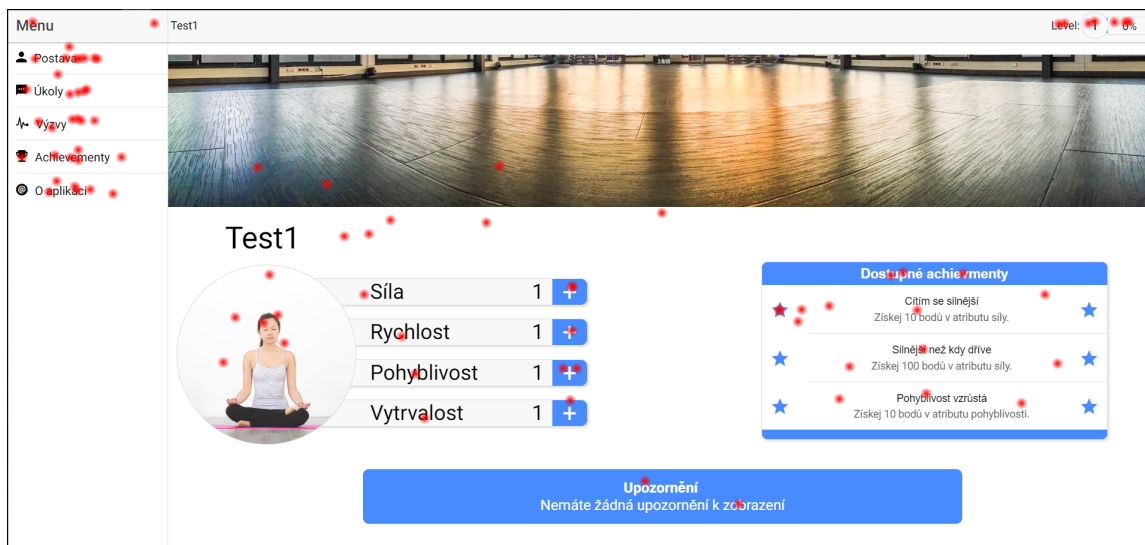 Menu
Test1
Level: 1 0%
Postava
Úkoly
Výzvy
Achievementy
O aplikaci
Test1
Síla 1 +
Rychlost 1 +
Pohyblivost 1 +
Vytrvalost 1 +
Dostupné achievmenty
Cítím se silnější
Získej 10 bodů v atributu síly.
Silnější než kdy dříve
Získej 100 bodů v atributu síly.
Pohyblivost vzrůstá
Získej 10 bodů v atributu pohyblivosti.
Upozornění
Nemáte žádná upozornění k zobrazení